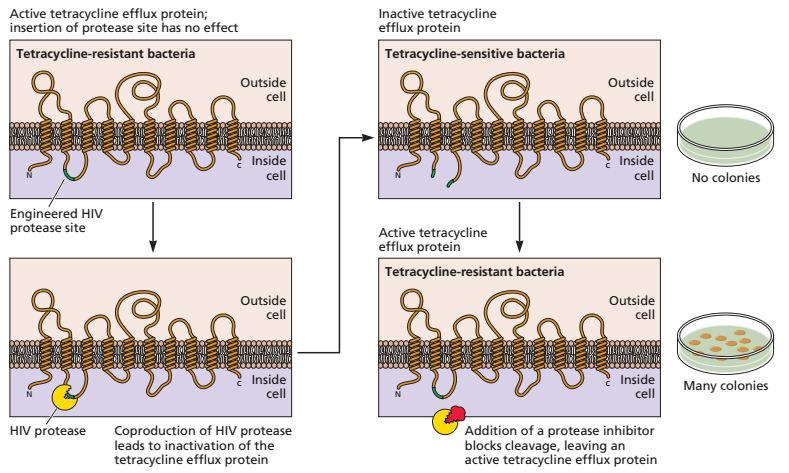 Active tetracycline efflux protein;
insertion of protease site has no effect
Tetracycline-resistant bacteria
Outside
cell
Inside
cell
N
C
Engineered HIV
protease site
Outside
cell
Inside
cell
N
C
HIV protease
Coproduction of HIV protease
leads to inactivation of the
tetracycline efflux protein
Inactive tetracycline
efflux protein
Tetracycline-sensitive bacteria
Outside
cell
Inside
cell
N
C
No colonies
Active tetracycline
efflux protein
Tetracycline-resistant bacteria
Outside
cell
Inside
cell
N
C
Many colonies
Addition of a protease inhibitor
blocks cleavage, leaving an
active tetracycline efflux protein